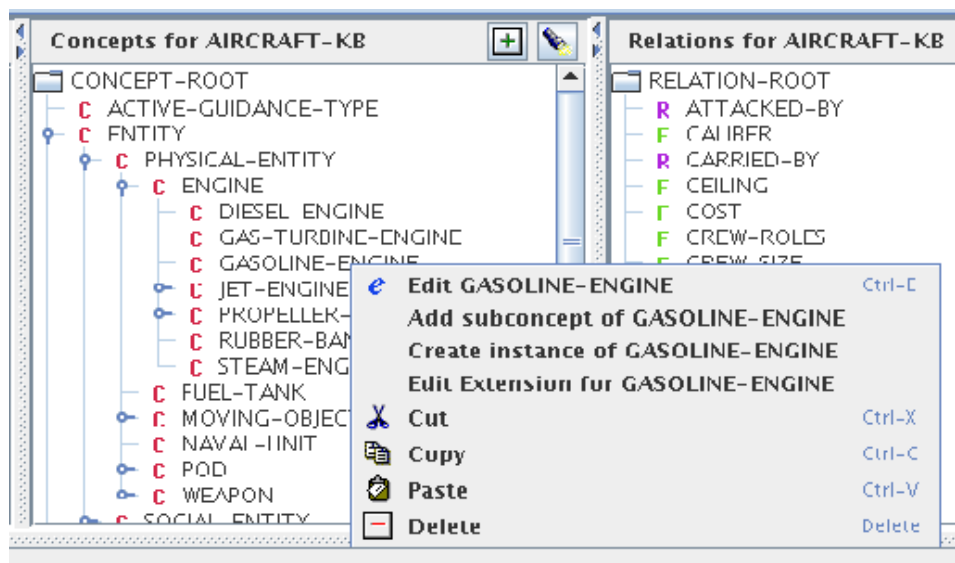 Concepts for AIRCRAFT-KB
CONCEPT-ROOT
C ACTIVE-GUIDANCE-TYPE
C ENTITY
C PHYSICAL-ENTITY
C ENGINE
C DIESEL ENGINE
C GAS-TURBINE-ENGINE
C GASOLINE-ENGINE
C JET-ENGINE
C PROPELLER-
C RUBBER-BAN
C STEAM-ENG
C FUEL-TANK
C MOVING-OBJECT
C NAVAL-UNIT
C POD
C WEAPON
C SOCIAL ENTITY
Relations for AIRCRAFT-KB
RELATION-ROOT
R ATTACKED-BY
F CALIBER
R CARRIED-BY
F CEILING
F COST
F CREW-ROLES
F CREW-SIZE
e Edit GASOLINE-ENGINE Ctrl-E
Add subconcept of GASOLINE-ENGINE
Create instance of GASOLINE-ENGINE
Edit Extension for GASOLINE-ENGINE
Cut Ctrl-X
Copy Ctrl-C
Paste Ctrl-V
Delete Delete